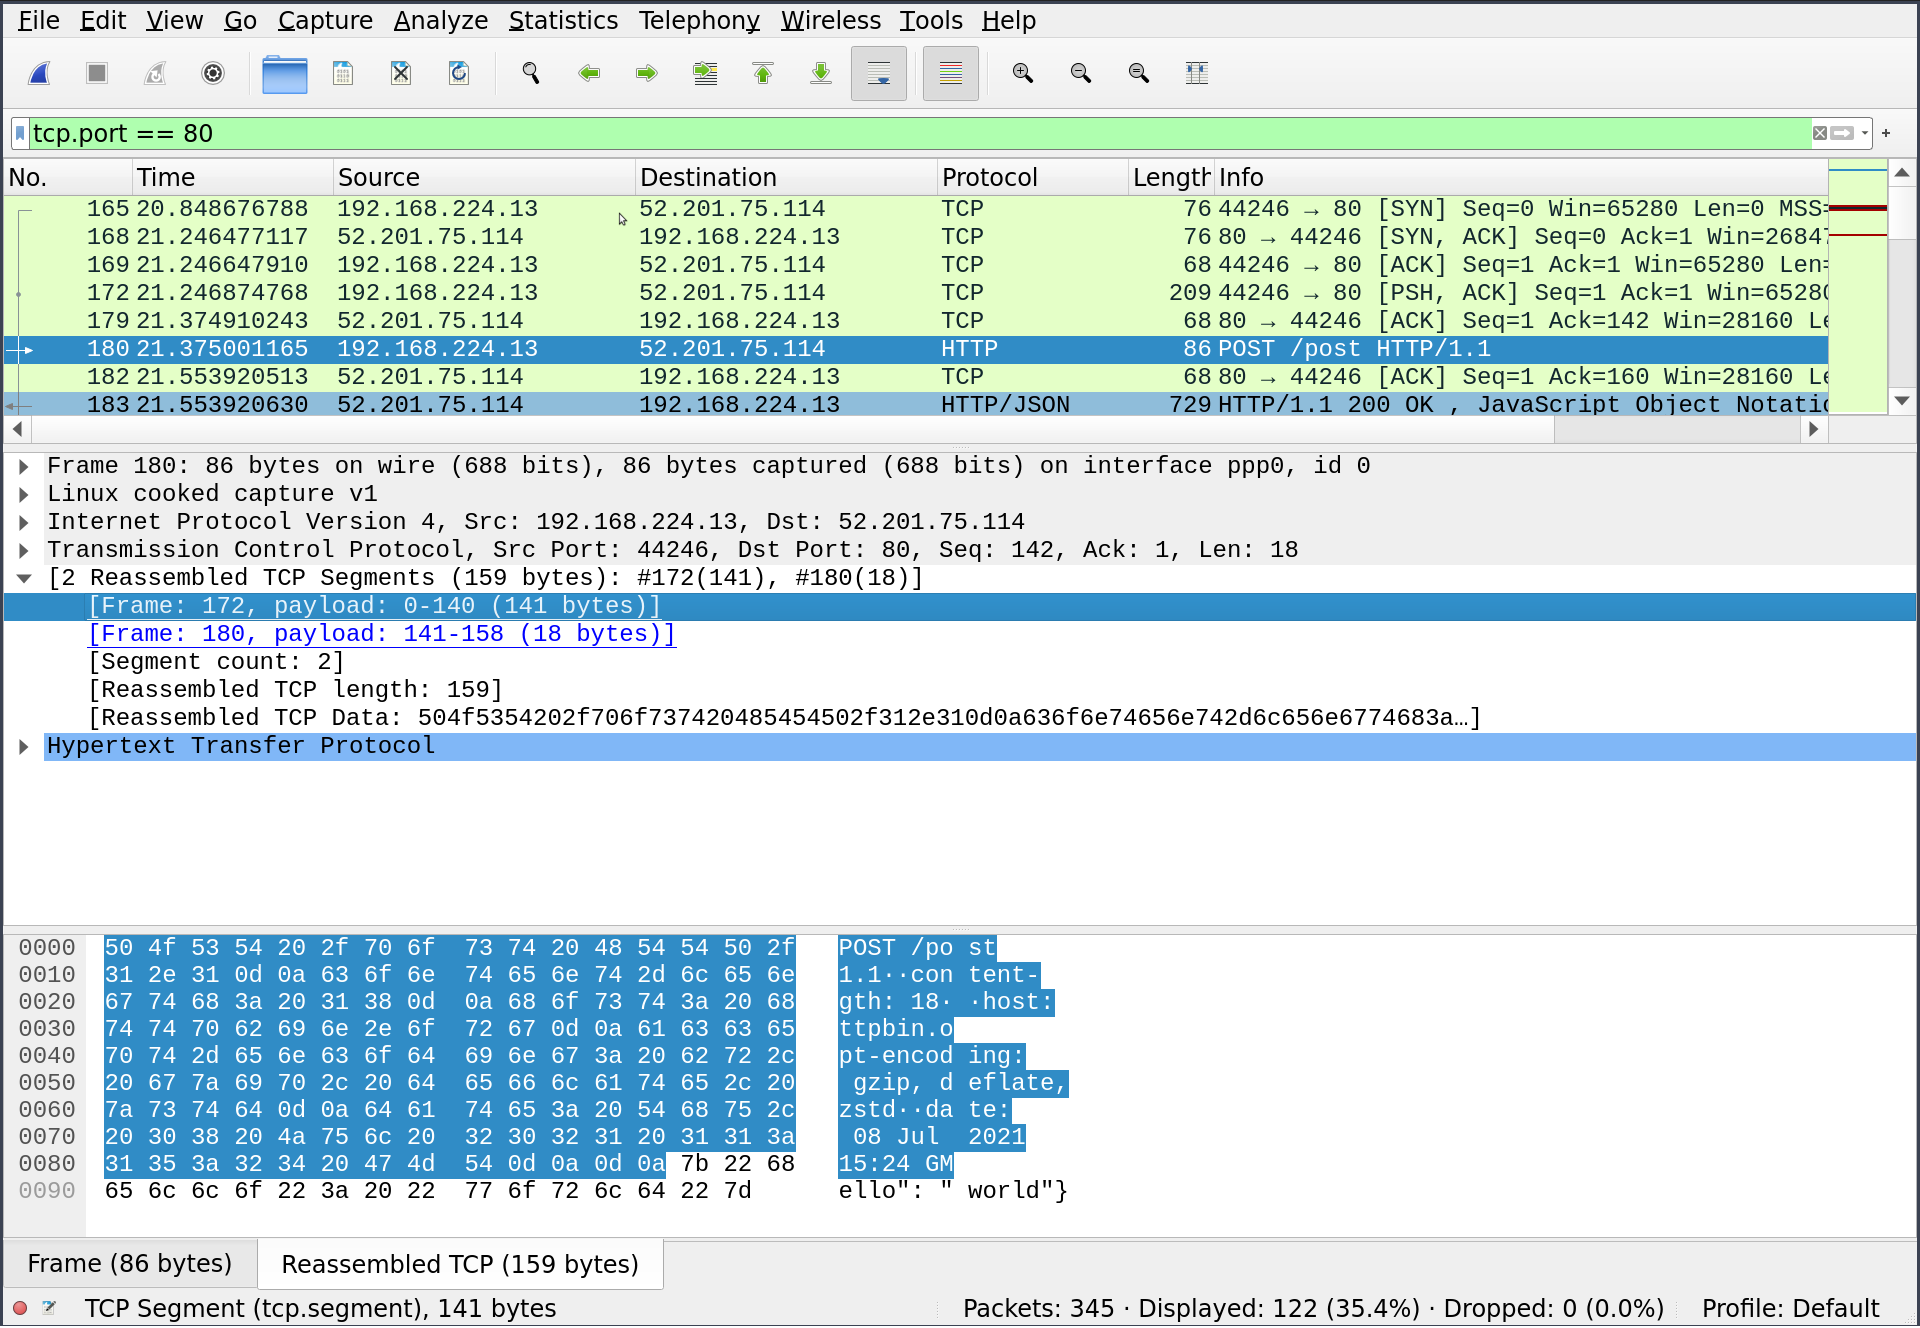 File Edit View Go Capture Analyze Statistics Telephony Wireless Tools Help
tcp.port == 80
+
No. Time Source Destination Protocol Length Info
165 20.848676788 192.168.224.13 52.201.75.114 TCP 76 44246 → 80 [SYN] Seq=0 Win=65280 Len=0 MSS=
168 21.246477117 52.201.75.114 192.168.224.13 TCP 76 80 → 44246 [SYN, ACK] Seq=0 Ack=1 Win=26847
169 21.246647910 192.168.224.13 52.201.75.114 TCP 68 44246 → 80 [ACK] Seq=1 Ack=1 Win=65280 Len=
172 21.246874768 192.168.224.13 52.201.75.114 TCP 209 44246 → 80 [PSH, ACK] Seq=1 Ack=1 Win=65280
179 21.374910243 52.201.75.114 192.168.224.13 TCP 68 80 → 44246 [ACK] Seq=1 Ack=142 Win=28160 Le
180 21.375001165 192.168.224.13 52.201.75.114 HTTP 86 POST /post HTTP/1.1
182 21.553920513 52.201.75.114 192.168.224.13 TCP 68 80 → 44246 [ACK] Seq=1 Ack=160 Win=28160 Le
183 21.553920630 52.201.75.114 192.168.224.13 HTTP/JSON 729 HTTP/1.1 200 OK , JavaScript Object Notatio
Frame 180: 86 bytes on wire (688 bits), 86 bytes captured (688 bits) on interface ppp0, id 0
Linux cooked capture v1
Internet Protocol Version 4, Src: 192.168.224.13, Dst: 52.201.75.114
Transmission Control Protocol, Src Port: 44246, Dst Port: 80, Seq: 142, Ack: 1, Len: 18
[2 Reassembled TCP Segments (159 bytes): #172(141), #180(18)]
[Frame: 172, payload: 0-140 (141 bytes)]
[Frame: 180, payload: 141-158 (18 bytes)]
[Segment count: 2]
[Reassembled TCP length: 159]
[Reassembled TCP Data: 504f5354202f706f737420485454502f312e310d0a636f6e74656e742d6c656e6774683a…]
Hypertext Transfer Protocol
0000 50 4f 53 54 20 2f 70 6f 73 74 20 48 54 54 50 2f POST /po st
0010 31 2e 31 0d 0a 63 6f 6e 74 65 6e 74 2d 6c 65 6e 1.1··con tent-
0020 67 74 68 3a 20 31 38 0d 0a 68 6f 73 74 3a 20 68 gth: 18· ·host:
0030 74 74 70 62 69 6e 2e 6f 72 67 0d 0a 61 63 63 65 ttpbin.o
0040 70 74 2d 65 6e 63 6f 64 69 6e 67 3a 20 62 72 2c pt-encod ing:
0050 20 67 7a 69 70 2c 20 64 65 66 6c 61 74 65 2c 20 gzip, d eflate,
0060 7a 73 74 64 0d 0a 64 61 74 65 3a 20 54 68 75 2c zstd··da te:
0070 20 30 38 20 4a 75 6c 20 32 30 32 31 20 31 31 3a 08 Jul 2021
0080 31 35 3a 32 34 20 47 4d 54 0d 0a 0d 0a 7b 22 68 15:24 GM
0090 65 6c 6c 6f 22 3a 20 22 77 6f 72 6c 64 22 7d ello": " world"}
Frame (86 bytes) Reassembled TCP (159 bytes)
TCP Segment (tcp.segment), 141 bytes Packets: 345 · Displayed: 122 (35.4%) · Dropped: 0 (0.0%) Profile: Default